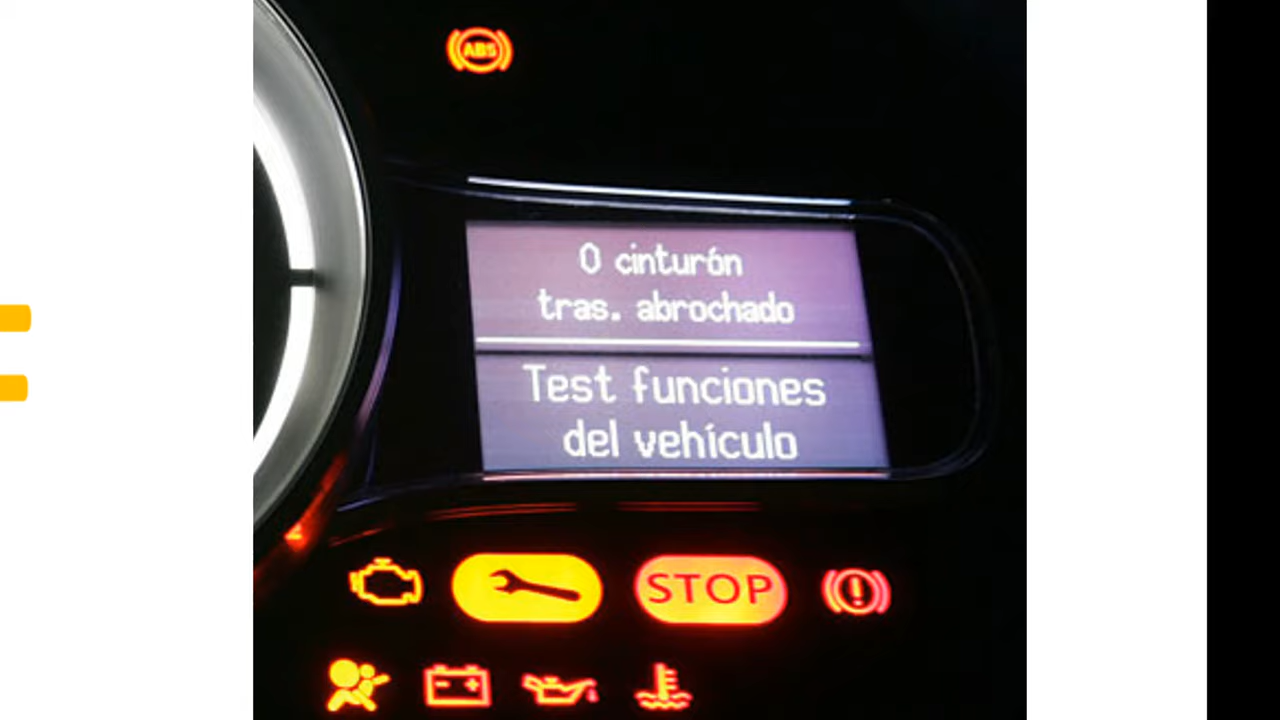 ABS
0 cinturón
tras. abrochado
Test funciones
del vehículo
STOP